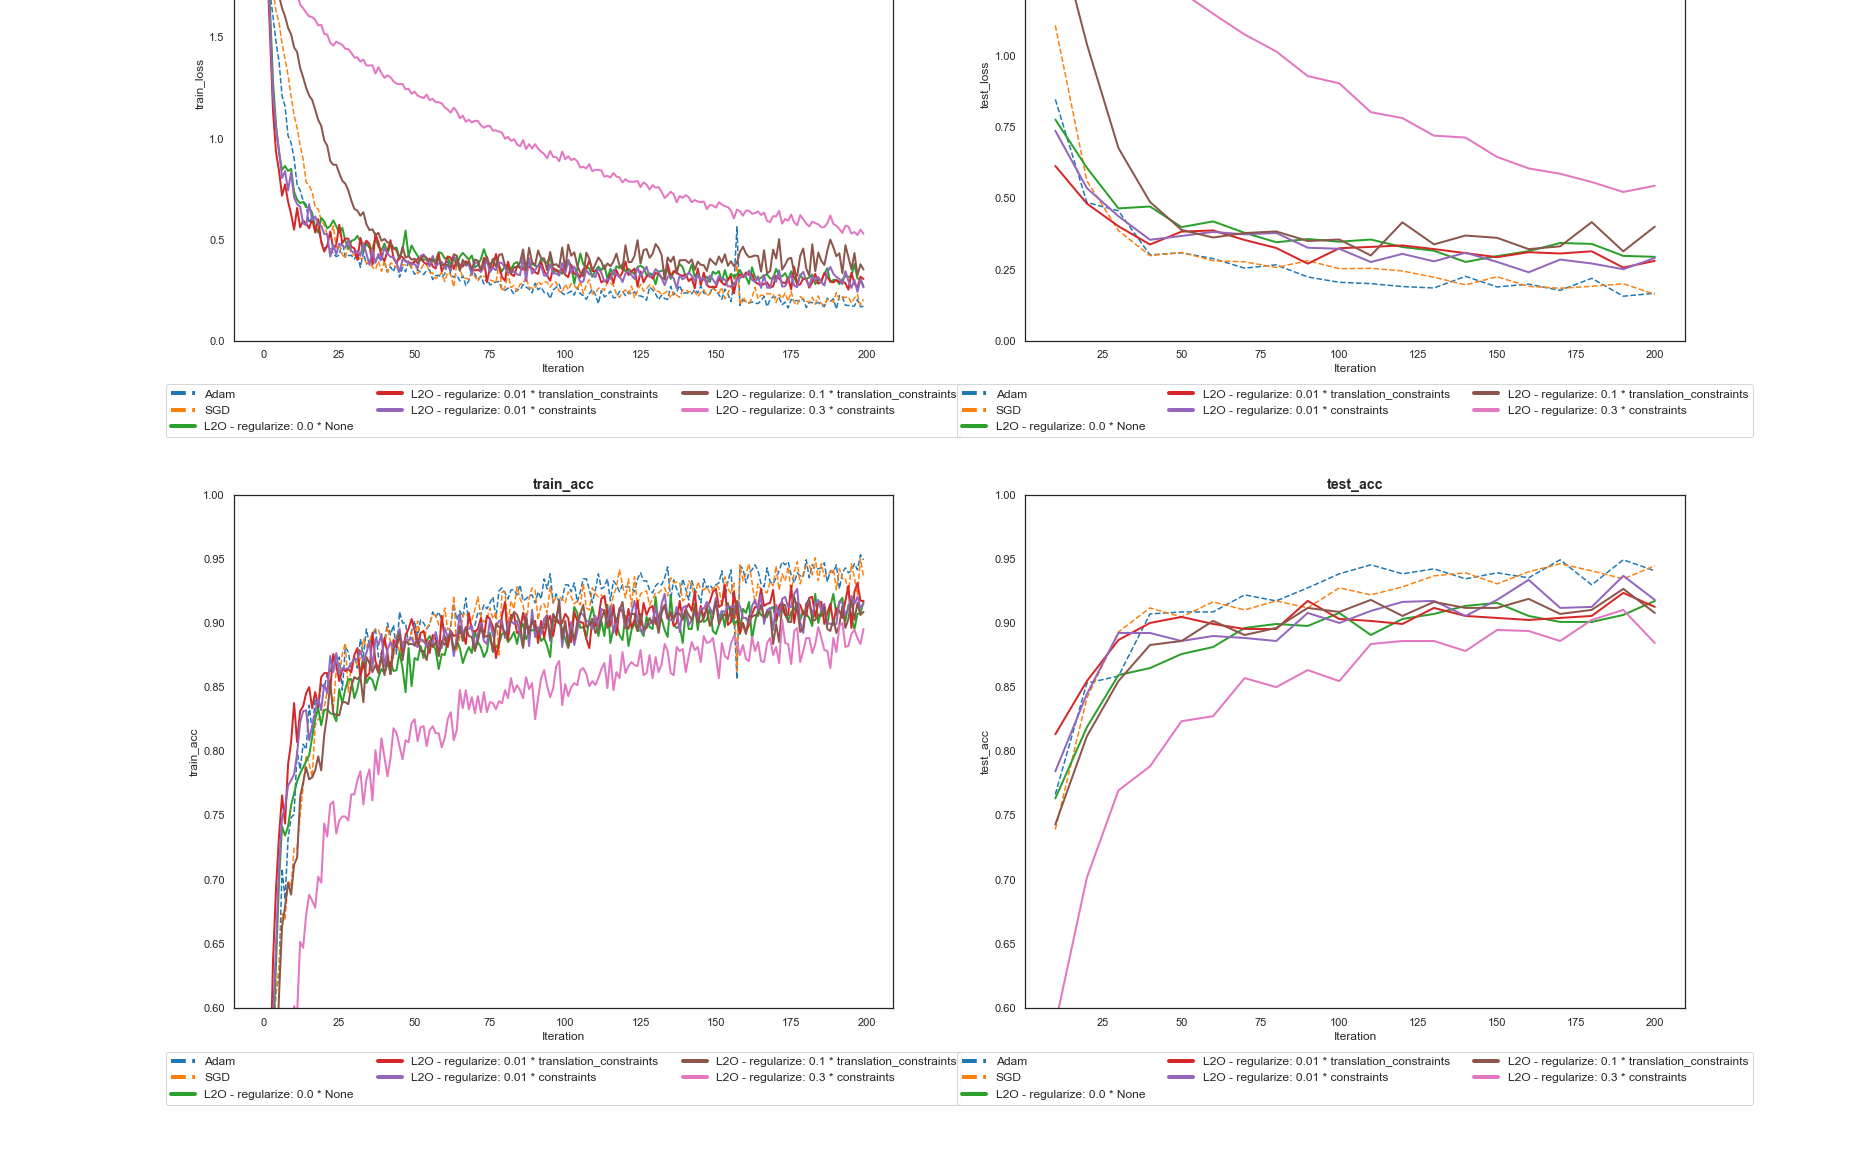 1.5
1.0
0.5
0.0
train_loss
0 25 50 75 100 125 150 175 200
Iteration
Adam
SGD
L2O - regularize: 0.0 * None
L2O - regularize: 0.01 * translation_constraints
L2O - regularize: 0.01 * constraints
L2O - regularize: 0.1 * translation_constraints
L2O - regularize: 0.3 * constraints
1.00
0.75
0.50
0.25
0.00
test_loss
25 50 75 100 125 150 175 200
Iteration
Adam
SGD
L2O - regularize: 0.0 * None
L2O - regularize: 0.01 * translation_constraints
L2O - regularize: 0.01 * constraints
L2O - regularize: 0.1 * translation_constraints
L2O - regularize: 0.3 * constraints
train_acc
1.00
0.95
0.90
0.85
0.80
0.75
0.70
0.65
0.60
train_acc
0 25 50 75 100 125 150 175 200
Iteration
Adam
SGD
L2O - regularize: 0.0 * None
L2O - regularize: 0.01 * translation_constraints
L2O - regularize: 0.01 * constraints
L2O - regularize: 0.1 * translation_constraints
L2O - regularize: 0.3 * constraints
test_acc
1.00
0.95
0.90
0.85
0.80
0.75
0.70
0.65
0.60
test_acc
25 50 75 100 125 150 175 200
Iteration
Adam
SGD
L2O - regularize: 0.0 * None
L2O - regularize: 0.01 * translation_constraints
L2O - regularize: 0.01 * constraints
L2O - regularize: 0.1 * translation_constraints
L2O - regularize: 0.3 * constraints